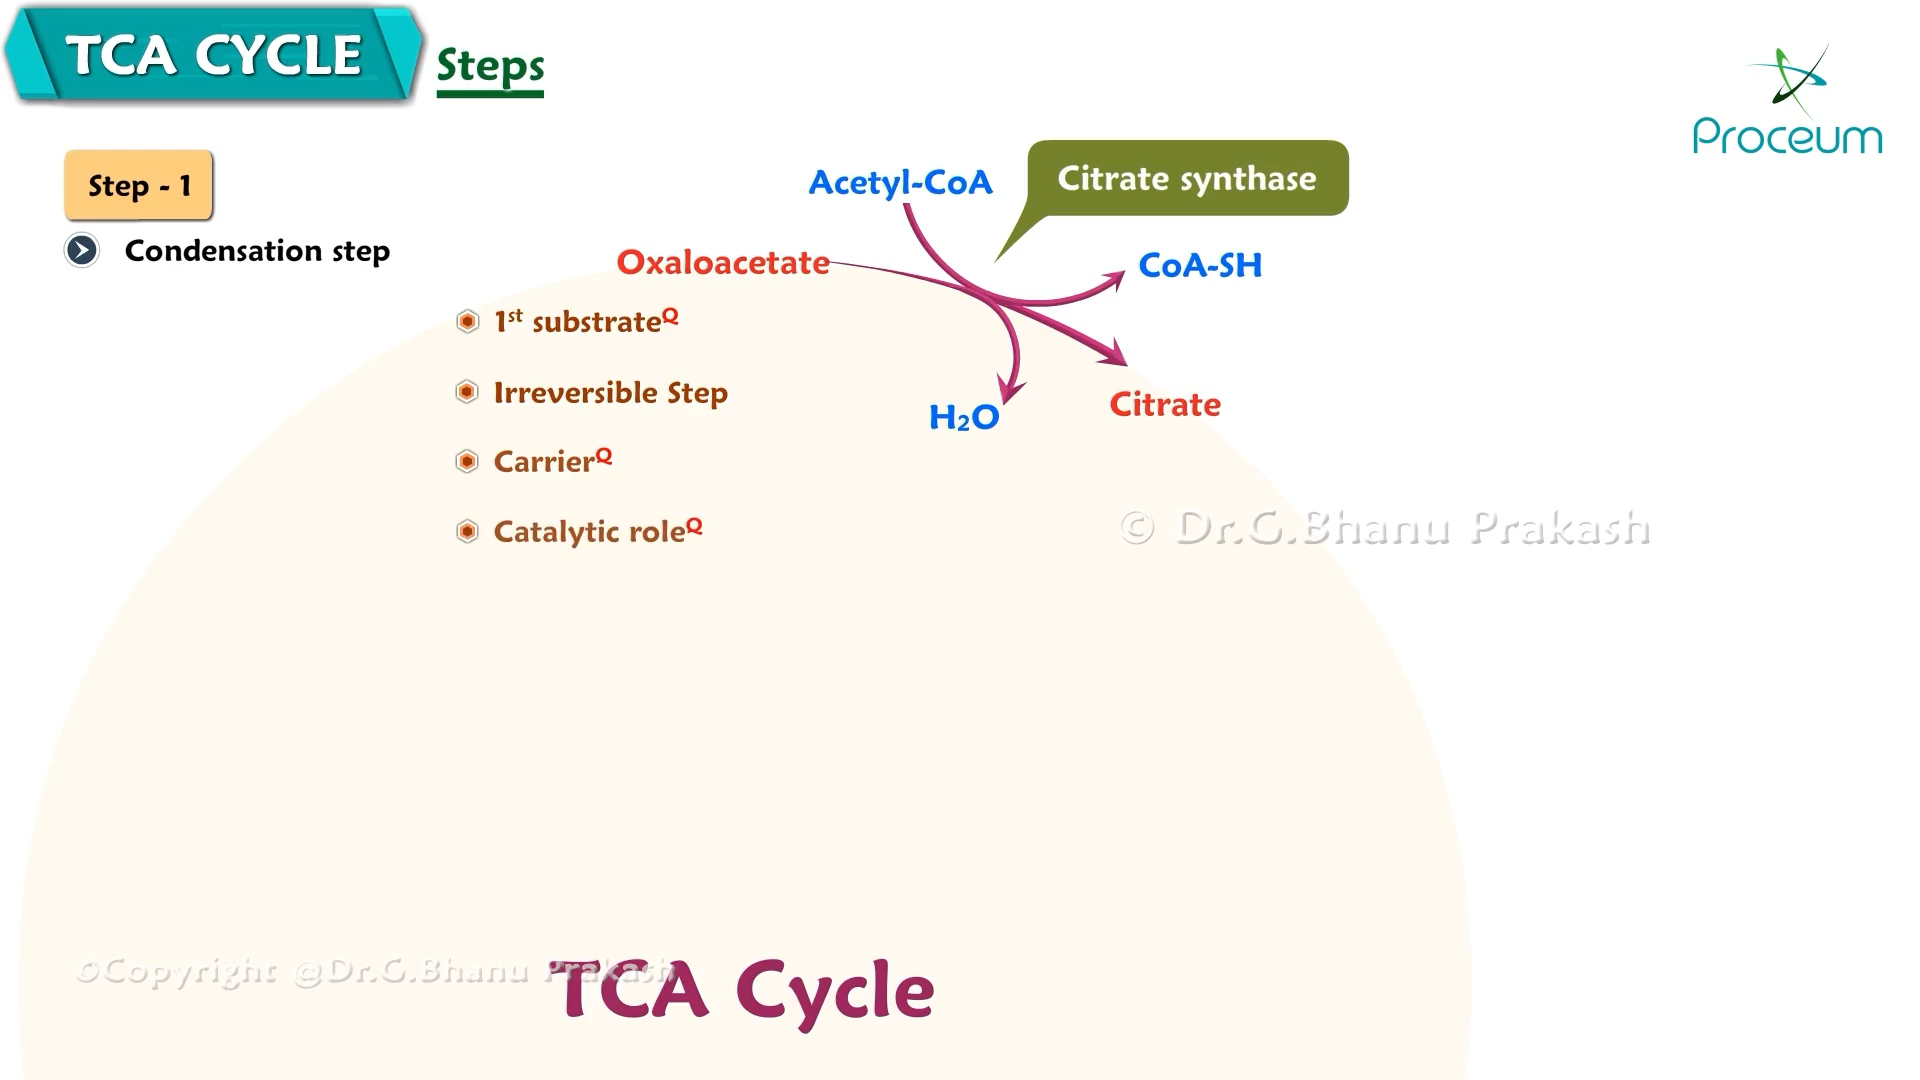 TCA CYCLE
Steps
Proceum
Step - 1
Condensation step
Acetyl-CoA
Citrate synthase
Oxaloacetate
CoA-SH
1st substrateQ
Irreversible Step
H₂O
Citrate
CarrierQ
Catalytic roleQ
© Dr.G.Bhanu Prakash
©Copyright @Dr.G.Bhanu Prakash
TCA Cycle